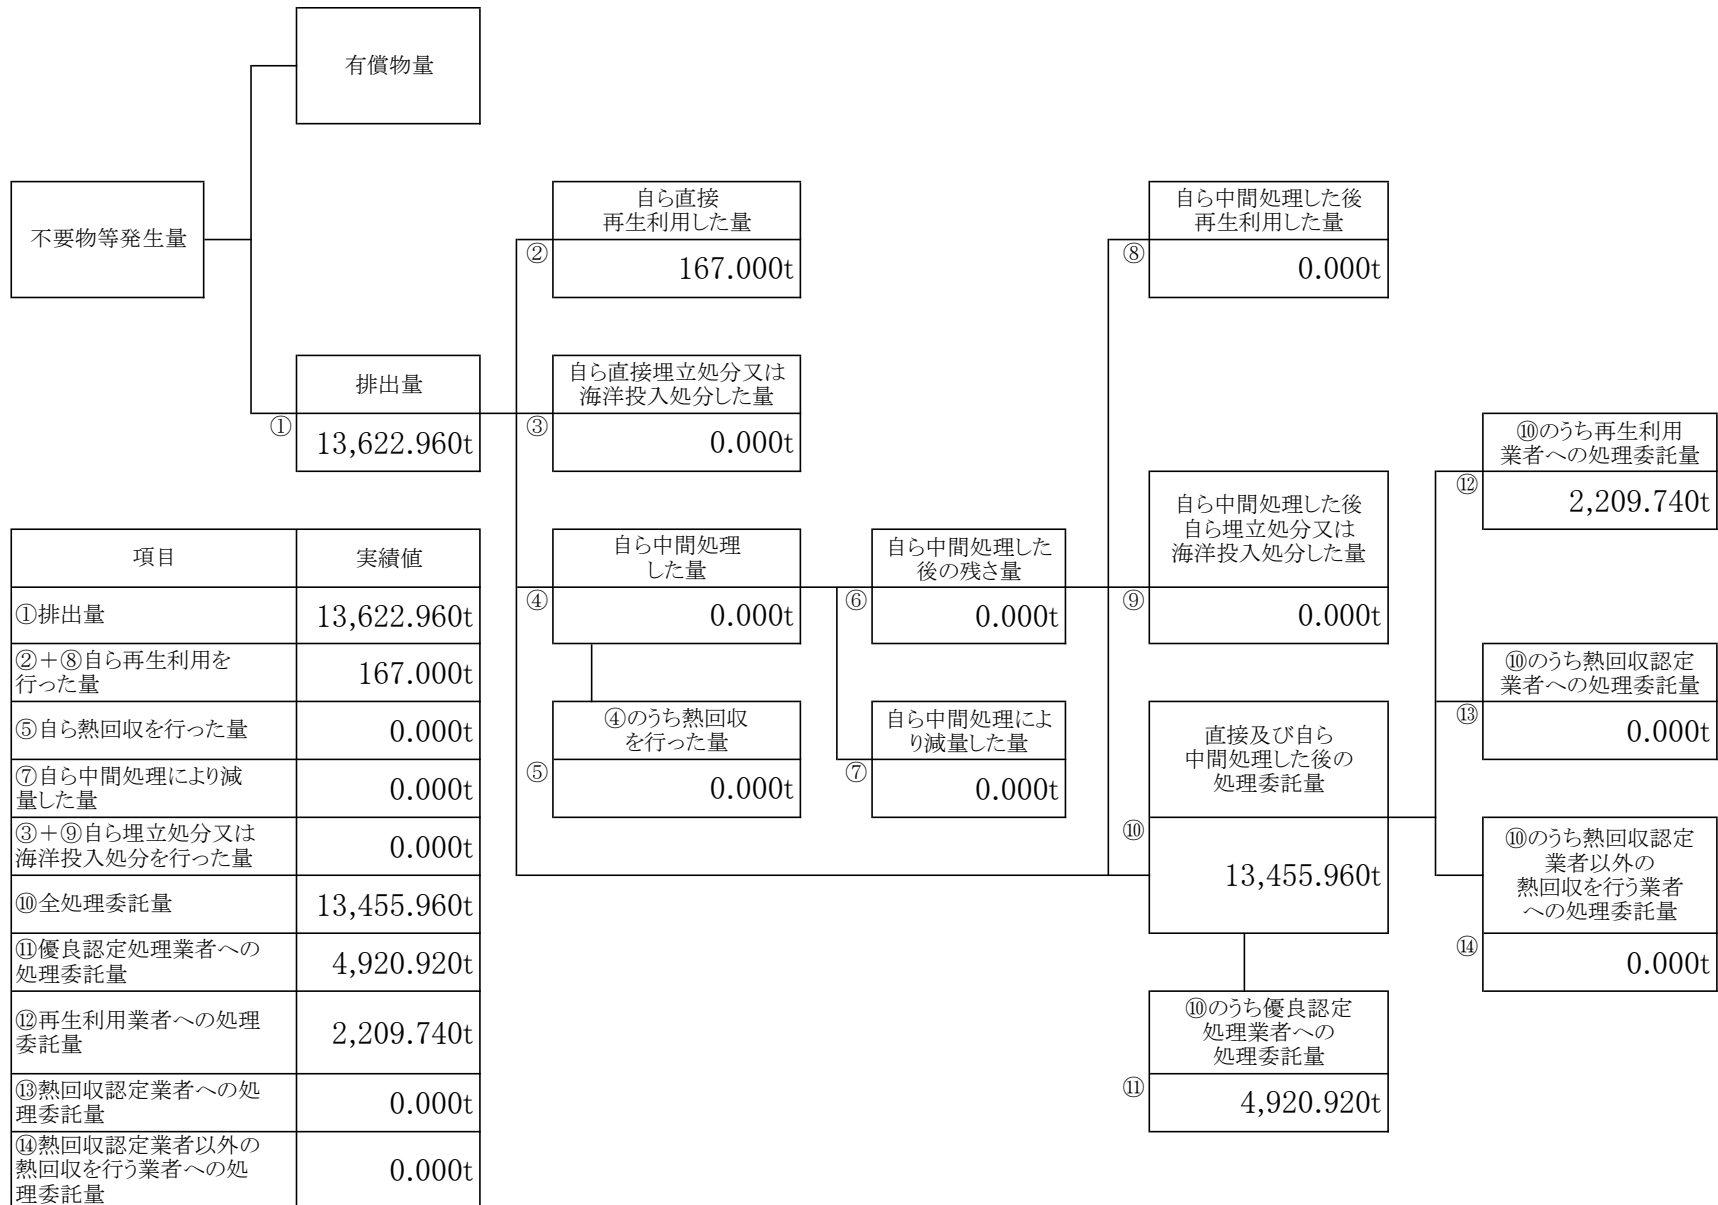 有償物量
不要物等発生量
自ら直接
再生利用した量
②
167.000t
自ら中間処理した後
再生利用した量
⑧
0.000t
排出量
①
13,622.960t
自ら直接埋立処分又は
海洋投入処分した量
③
0.000t
⑩のうち再生利用
業者への処理委託量
⑫
2,209.740t
自ら中間処理
した量
④
0.000t
自ら中間処理した
後の残さ量
⑥
0.000t
自ら中間処理した後
自ら埋立処分又は
海洋投入処分した量
⑨
0.000t
⑩のうち熱回収認定
業者への処理委託量
⑬
0.000t
④のうち熱回収
を行った量
⑤
0.000t
自ら中間処理によ
り減量した量
⑦
0.000t
直接及び自ら
中間処理した後の
処理委託量
⑩
13,455.960t
⑩のうち熱回収認定
業者以外の
熱回収を行う業者
への処理委託量
⑭
0.000t
⑩のうち優良認定
処理業者への
処理委託量
⑪
4,920.920t
項目
実績値
①排出量
13,622.960t
②＋⑧自ら再生利用を
行った量
167.000t
⑤自ら熱回収を行った量
0.000t
⑦自ら中間処理により減
量した量
0.000t
③＋⑨自ら埋立処分又は
海洋投入処分を行った量
0.000t
⑩全処理委託量
13,455.960t
⑪優良認定処理業者への
処理委託量
4,920.920t
⑫再生利用業者への処理
委託量
2,209.740t
⑬熱回収認定業者への処
理委託量
0.000t
⑭熱回収認定業者以外の
熱回収を行う業者への処
理委託量
0.000t